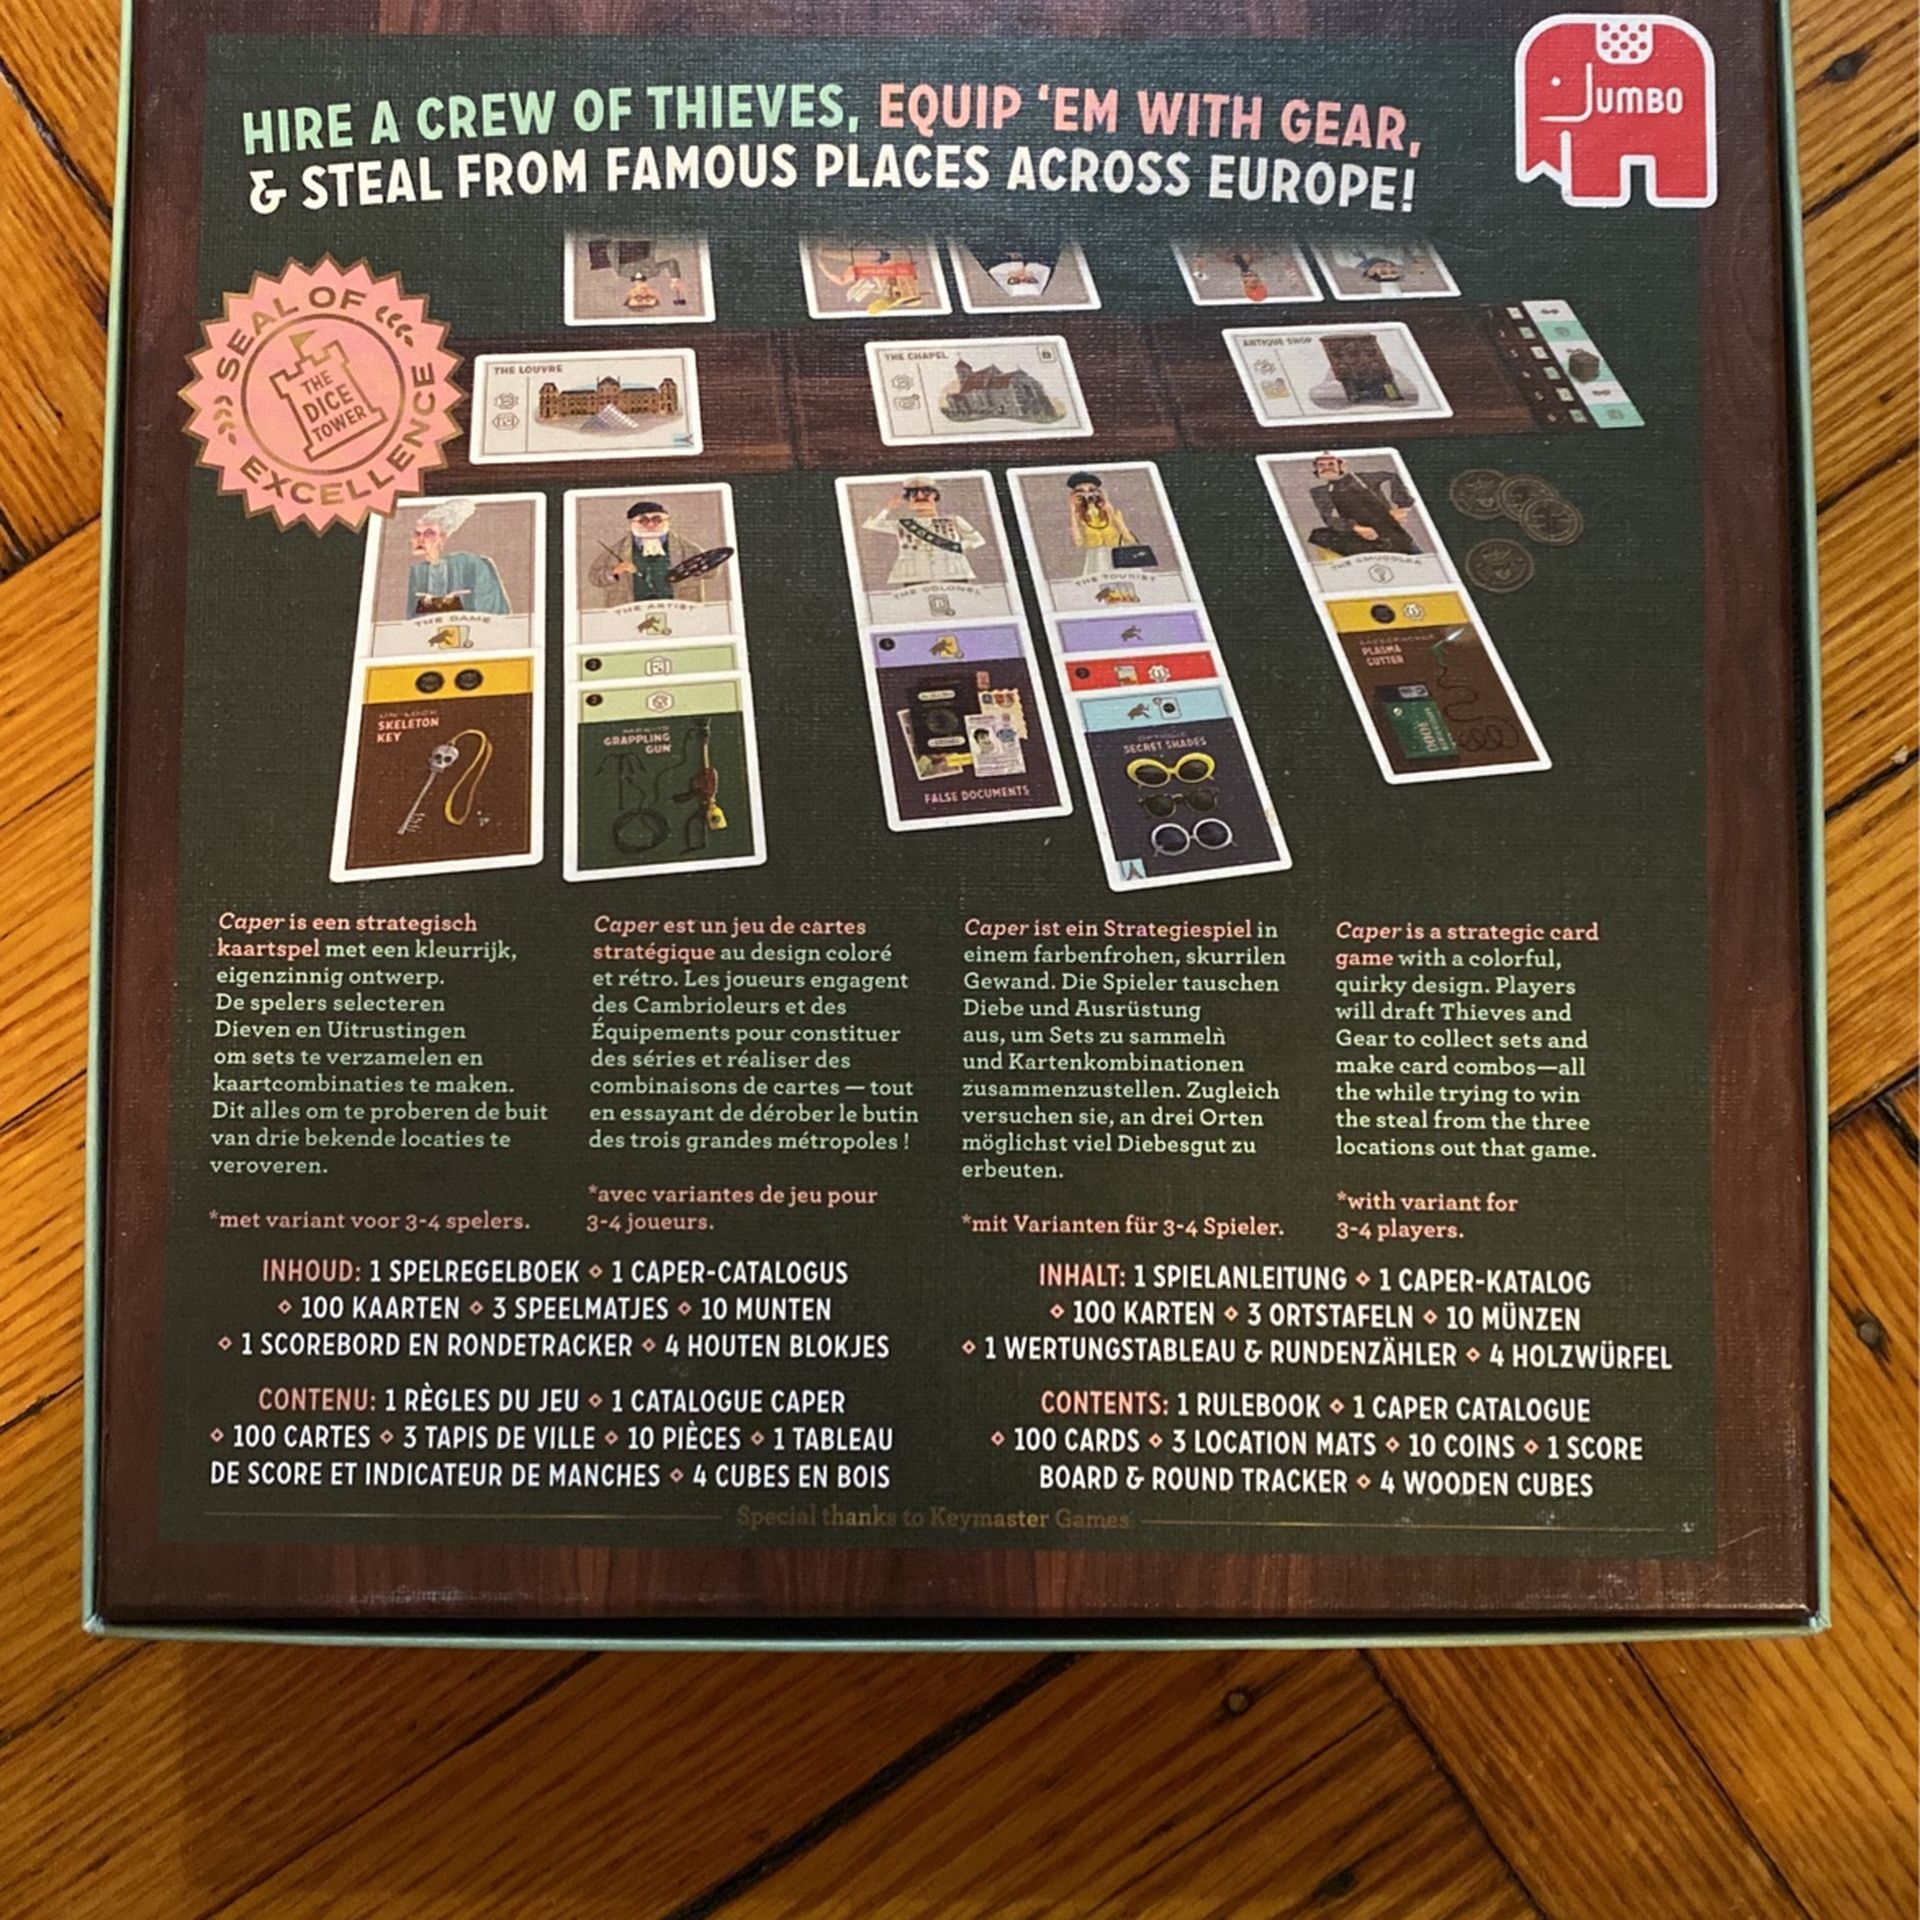 HIRE A CREW OF THIEVES, EQUIP ‘EM WITH GEAR,
& STEAL FROM FAMOUS PLACES ACROSS EUROPE!
JUMBO
SEAL OF
THE
DICE
TOWER
EXCELLENCE
THE LOUVRE
THE CHAPEL
ANTIQUE SHOP
THE DAME
THE ARTIST
THE COLONEL
THE TOURIST
THE SMUGGLER
SKELETON
KEY
GRAPPLING
GUN
FALSE DOCUMENTS
SECRET SHADES
PLASMA
CUTTER
Caper is een strategisch
kaartspel met een kleurrijk,
eigenzinnig ontwerp.
De spelers selecteren
Dieven en Uitrustingen
om sets te verzamelen en
kaartcombinaties te maken.
Dit alles om te proberen de buit
van drie bekende locaties te
veroveren.
*met variant voor 3-4 spelers.
Caper est un jeu de cartes
stratégique au design coloré
et rétro. Les joueurs engagent
des Cambrioleurs et des
Équipements pour constituer
des séries et réaliser des
combinaisons de cartes — tout
en essayant de dérober le butin
des trois grandes métropoles !
*avec variantes de jeu pour
3-4 joueurs.
Caper ist ein Strategiespiel in
einem farbenfrohen, skurrilen
Gewand. Die Spieler tauschen
Diebe und Ausrüstung
aus, um Sets zu sammeln
und Kartenkombinationen
zusammenzustellen. Zugleich
versuchen sie, an drei Orten
möglichst viel Diebesgut zu
erbeuten.
*mit Varianten für 3-4 Spieler.
Caper is a strategic card
game with a colorful,
quirky design. Players
will draft Thieves and
Gear to collect sets and
make card combos—all
the while trying to win
the steal from the three
locations out that game.
*with variant for
3-4 players.
INHOUD: 1 SPELREGELBOEK ⋄ 1 CAPER-CATALOGUS
⋄ 100 KAARTEN ⋄ 3 SPEELMATJES ⋄ 10 MUNTEN
⋄ 1 SCOREBORD EN RONDETRACKER ⋄ 4 HOUTEN BLOKJES
CONTENU: 1 RÈGLES DU JEU ⋄ 1 CATALOGUE CAPER
⋄ 100 CARTES ⋄ 3 TAPIS DE VILLE ⋄ 10 PIÈCES ⋄ 1 TABLEAU
DE SCORE ET INDICATEUR DE MANCHES ⋄ 4 CUBES EN BOIS
INHALT: 1 SPIELANLEITUNG ⋄ 1 CAPER-KATALOG
⋄ 100 KARTEN ⋄ 3 ORTSTAFELN ⋄ 10 MÜNZEN
⋄ 1 WERTUNGSTABLEAU & RUNDENZÄHLER ⋄ 4 HOLZWÜRFEL
CONTENTS: 1 RULEBOOK ⋄ 1 CAPER CATALOGUE
⋄ 100 CARDS ⋄ 3 LOCATION MATS ⋄ 10 COINS ⋄ 1 SCORE
BOARD & ROUND TRACKER ⋄ 4 WOODEN CUBES
Special thanks to Keymaster Games